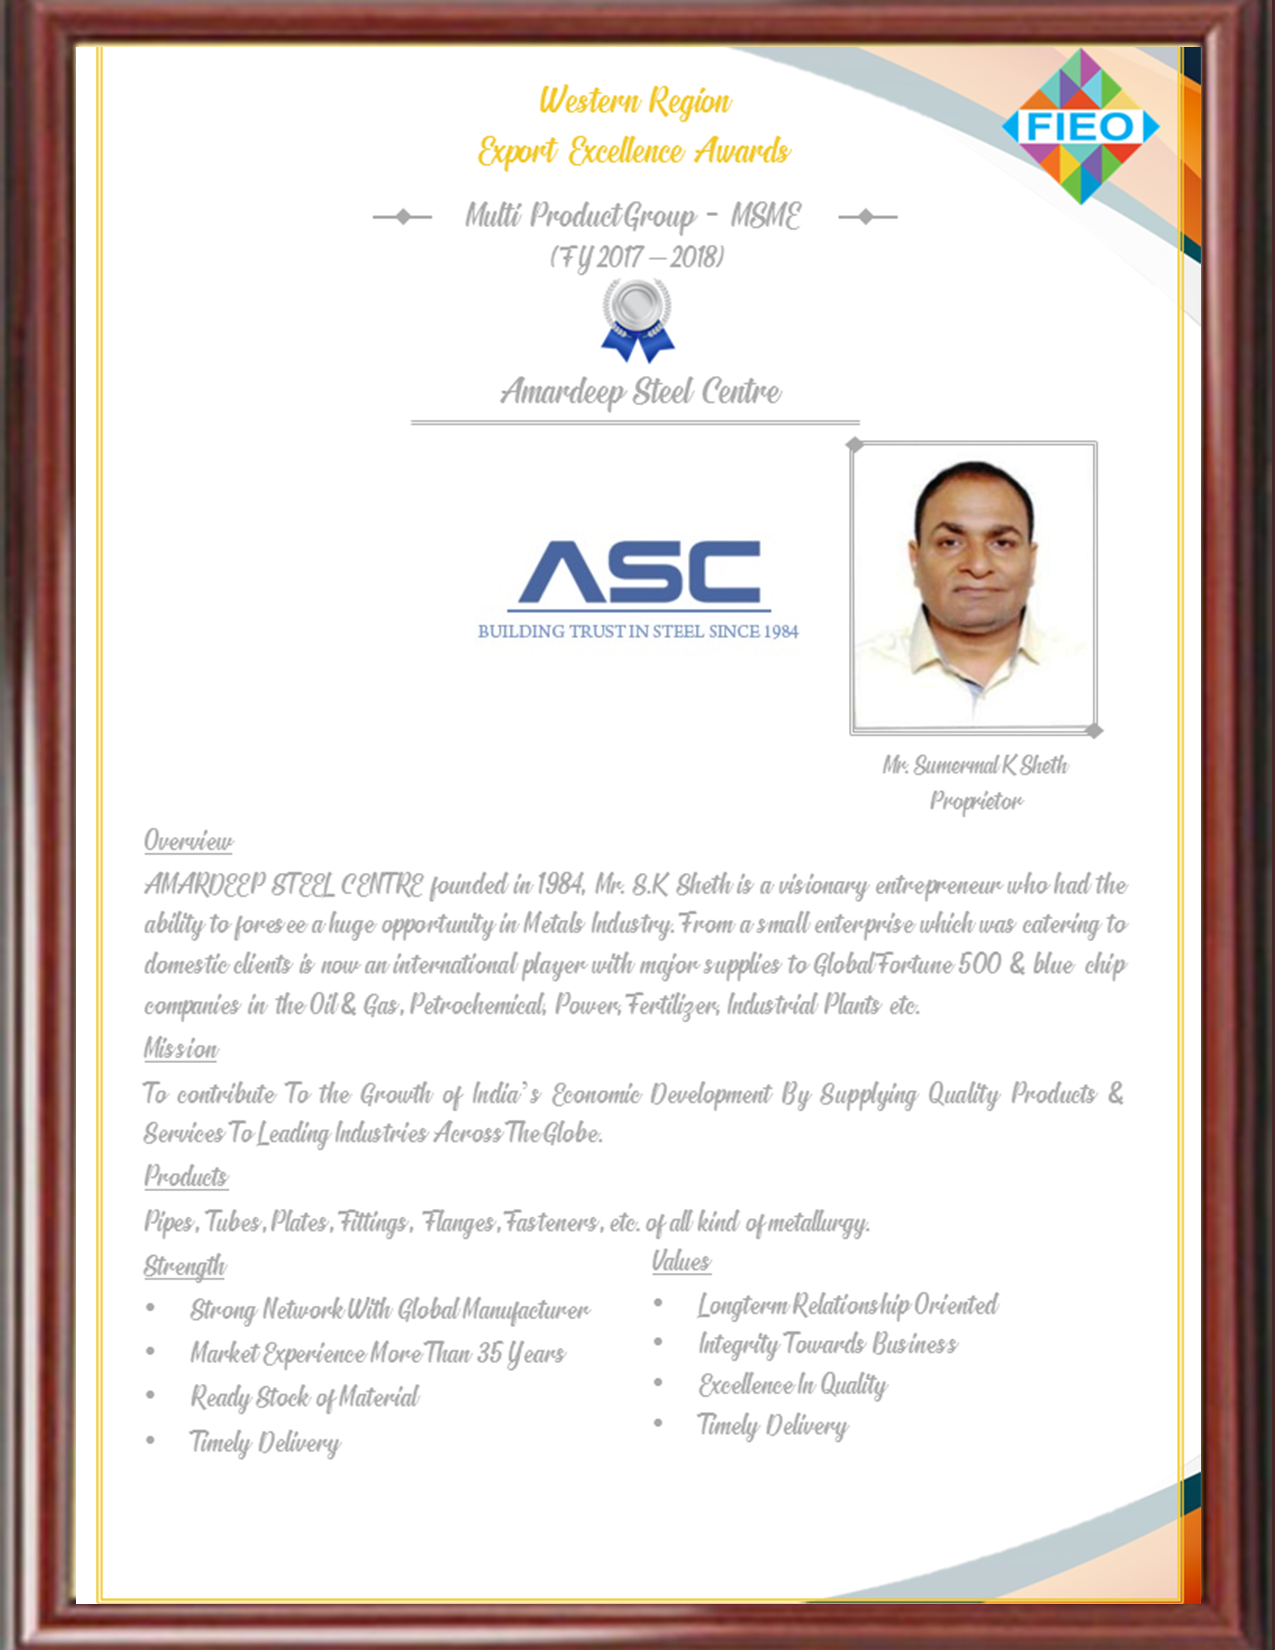 Western Region
Export Excellence Awards
FIEO
Multi Product Group - MSME
(FY 2017 – 2018)
Amardeep Steel Centre
ASC
BUILDING TRUST IN STEEL SINCE 1984
Mr. Sumermal K Sheth
Proprietor
Overview
AMARDEEP STEEL CENTRE founded in 1984, Mr. S.K Sheth is a visionary entrepreneur who had the
ability to foresee a huge opportunity in Metals Industry. From a small enterprise which was catering to
domestic clients is now an international player with major supplies to Global Fortune 500 & blue chip
companies in the Oil & Gas, Petrochemical, Power, Fertilizer, Industrial Plants etc.
Mission
To contribute To the Growth of India's Economic Development By Supplying Quality Products &
Services To Leading Industries Across The Globe.
Products
Pipes, Tubes, Plates, Fittings, Flanges, Fasteners, etc. of all kind of metallurgy.
Strength
• Strong Network With Global Manufacturer
• Market Experience More Than 35 Years
• Ready Stock of Material
• Timely Delivery
Values
• Longterm Relationship Oriented
• Integrity Towards Business
• Excellence In Quality
• Timely Delivery